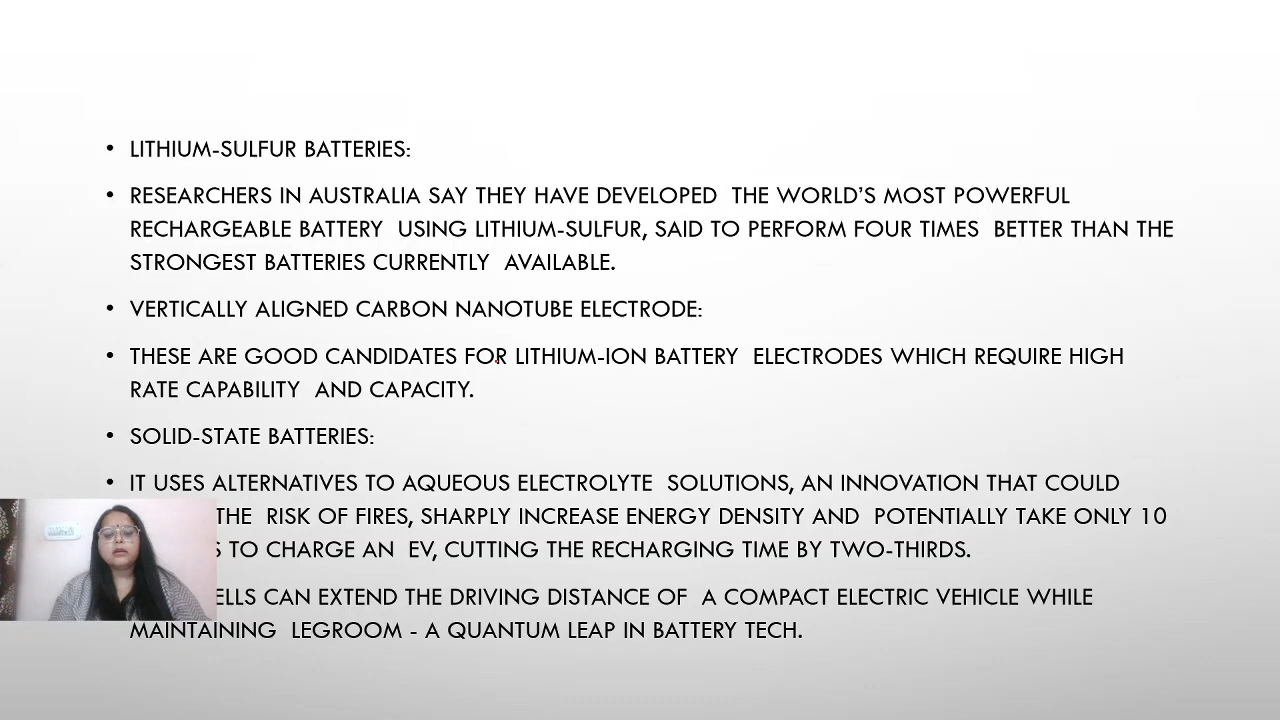 • LITHIUM-SULFUR BATTERIES:
• RESEARCHERS IN AUSTRALIA SAY THEY HAVE DEVELOPED THE WORLD'S MOST POWERFUL
RECHARGEABLE BATTERY USING LITHIUM-SULFUR, SAID TO PERFORM FOUR TIMES BETTER THAN THE
STRONGEST BATTERIES CURRENTLY AVAILABLE.
• VERTICALLY ALIGNED CARBON NANOTUBE ELECTRODE:
• THESE ARE GOOD CANDIDATES FOR LITHIUM-ION BATTERY ELECTRODES WHICH REQUIRE HIGH
RATE CAPABILITY AND CAPACITY.
• SOLID-STATE BATTERIES:
• IT USES ALTERNATIVES TO AQUEOUS ELECTROLYTE SOLUTIONS, AN INNOVATION THAT COULD
THE RISK OF FIRES, SHARPLY INCREASE ENERGY DENSITY AND POTENTIALLY TAKE ONLY 10
TO CHARGE AN EV, CUTTING THE RECHARGING TIME BY TWO-THIRDS.
CAN EXTEND THE DRIVING DISTANCE OF A COMPACT ELECTRIC VEHICLE WHILE
MAINTAINING LEGROOM - A QUANTUM LEAP IN BATTERY TECH.